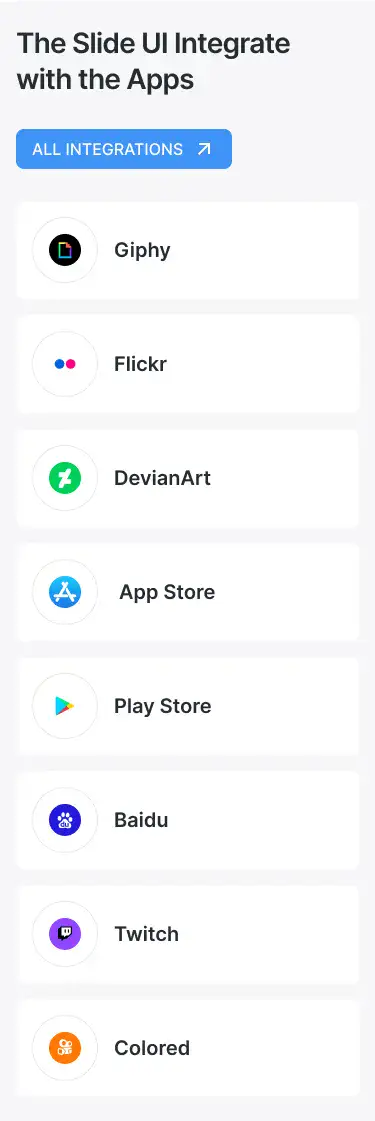 The Slide UI Integrate
with the Apps
ALL INTEGRATIONS
Giphy
Flickr
DevianArt
App Store
Play Store
Baidu
du
Twitch
Colored